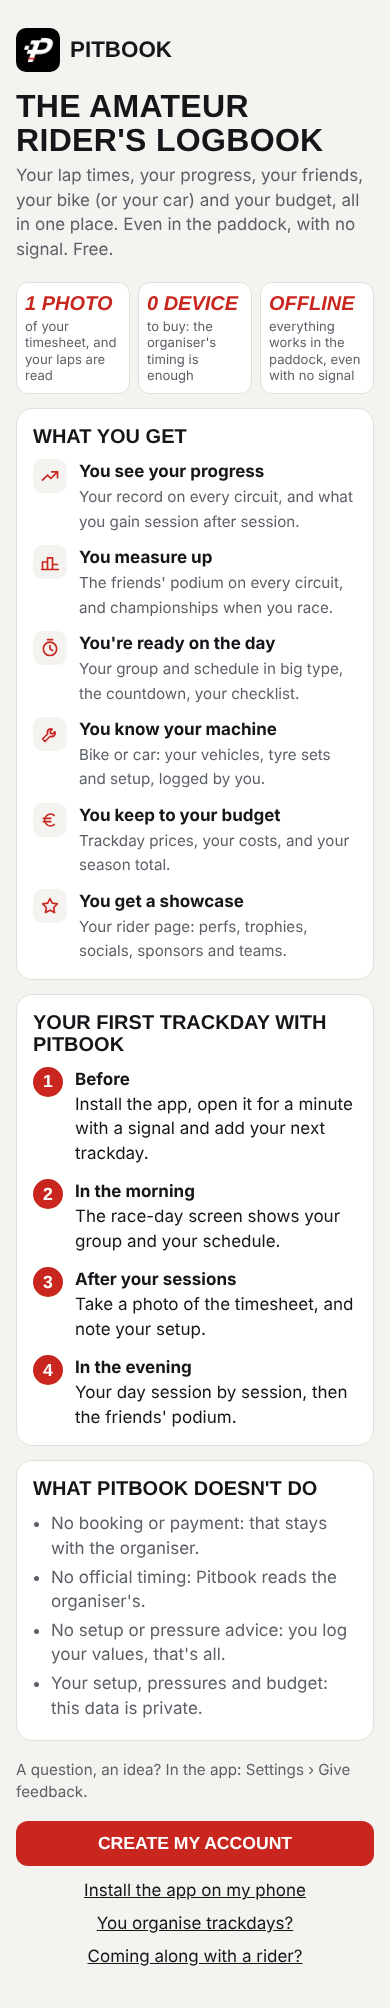 PITBOOK
THE AMATEUR
RIDER'S LOGBOOK
Your lap times, your progress, your friends,
your bike (or your car) and your budget, all
in one place. Even in the paddock, with no
signal. Free.
1 PHOTO
of your
timesheet, and
your laps are
read
0 DEVICE
to buy: the
organiser's
timing is
enough
OFFLINE
everything
works in the
paddock, even
with no signal
WHAT YOU GET
You see your progress
Your record on every circuit, and what
you gain session after session.
You measure up
The friends' podium on every circuit,
and championships when you race.
You're ready on the day
Your group and schedule in big type,
the countdown, your checklist.
You know your machine
Bike or car: your vehicles, tyre sets
and setup, logged by you.
You keep to your budget
Trackday prices, your costs, and your
season total.
You get a showcase
Your rider page: perfs, trophies,
socials, sponsors and teams.
YOUR FIRST TRACKDAY WITH
PITBOOK
1 Before
Install the app, open it for a minute
with a signal and add your next
trackday.
2 In the morning
The race-day screen shows your
group and your schedule.
3 After your sessions
Take a photo of the timesheet, and
note your setup.
4 In the evening
Your day session by session, then
the friends' podium.
WHAT PITBOOK DOESN'T DO
• No booking or payment: that stays
with the organiser.
• No official timing: Pitbook reads the
organiser's.
• No setup or pressure advice: you log
your values, that's all.
• Your setup, pressures and budget:
this data is private.
A question, an idea? In the app: Settings › Give
feedback.
CREATE MY ACCOUNT
Install the app on my phone
You organise trackdays?
Coming along with a rider?